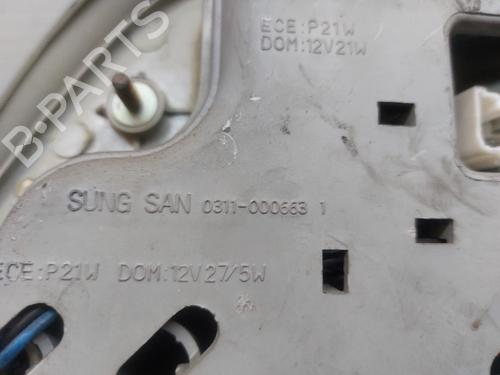 ECE:P21W
DOM:12V21W
B-PARTS
SUNG SAN 0311-000663 1
ECE:P21W DOM:12V27/5W